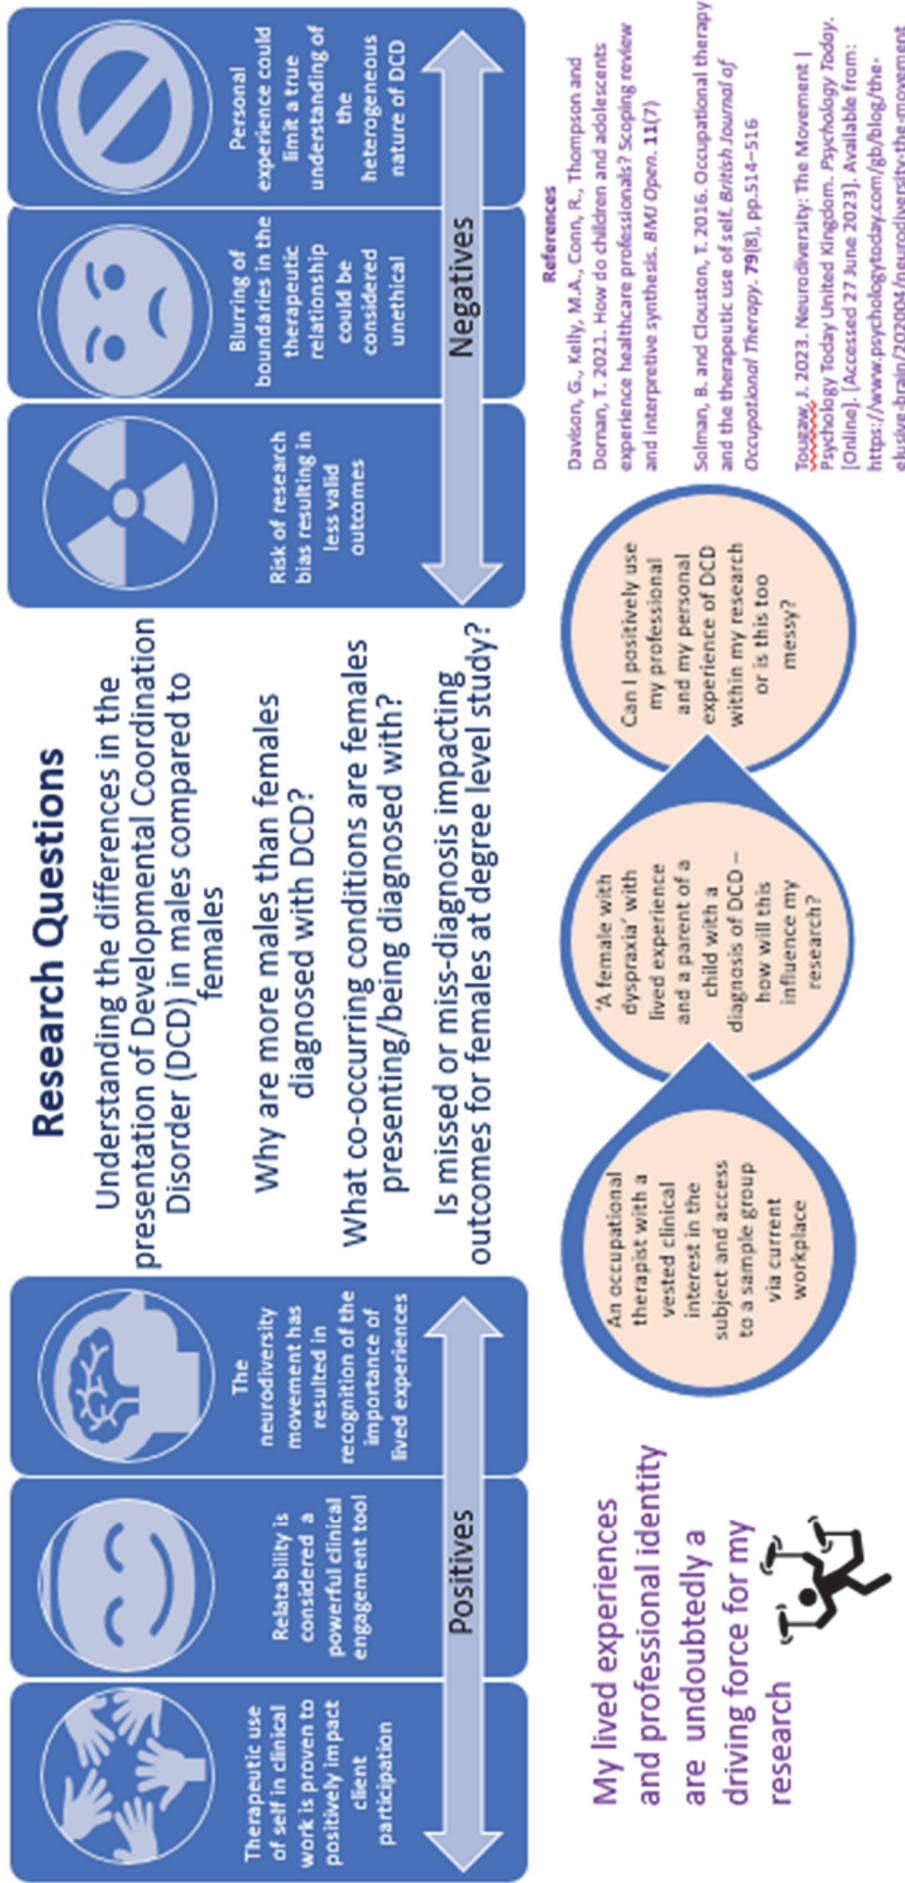 Therapeutic use
of self in clinical
work is proven to
positively impact
client
participation
Relatability is
considered a
powerful clinical
engagement tool
The
neurodiversity
movement has
resulted in
recognition of the
importance of
lived experiences
Positives
Research Questions
Understanding the differences in the
presentation of Developmental Coordination
Disorder (DCD) in males compared to
females
Why are more males than females
diagnosed with DCD?
What co-occurring conditions are females
presenting/being diagnosed with?
Is missed or miss-diagnosis impacting
outcomes for females at degree level study?
Risk of research
bias resulting in
less valid
outcomes
Blurring of
boundaries in the
therapeutic
relationship
could be
considered
unethical
Personal
experience could
limit a true
understanding of
the
heterogeneous
nature of DCD
Negatives
My lived experiences
and professional identity
are undoubtedly a
driving force for my
research
An occupational
therapist with a
vested clinical
interest in the
subject and access
to a sample group
via current
workplace
'A female with
dyspraxia' with
lived experience
and a parent of a
child with a
diagnosis of DCD –
how will this
influence my
research?
Can I positively use
my professional
and my personal
experience of DCD
within my research
or is this too
messy?
References
Davison, G., Kelly, M.A., Conn, R., Thompson and
Dornan, T. 2021. How do children and adolescents
experience healthcare professionals? Scoping review
and interpretive synthesis. BMJ Open. 11(7)
Solman, B. and Clouston, T. 2016. Occupational therapy
and the therapeutic use of self. British Journal of
Occupational Therapy. 79(8), pp.514–516
J. 2023. Neurodiversity: The Movement |
Psychology Today United Kingdom. Psychology Today.
[Online]. [Accessed 27 June 2023]. Available from:
https://www.psychologytoday.com/gb/blog/the-
elusive-brain/202004/neurodiversity-the-movement